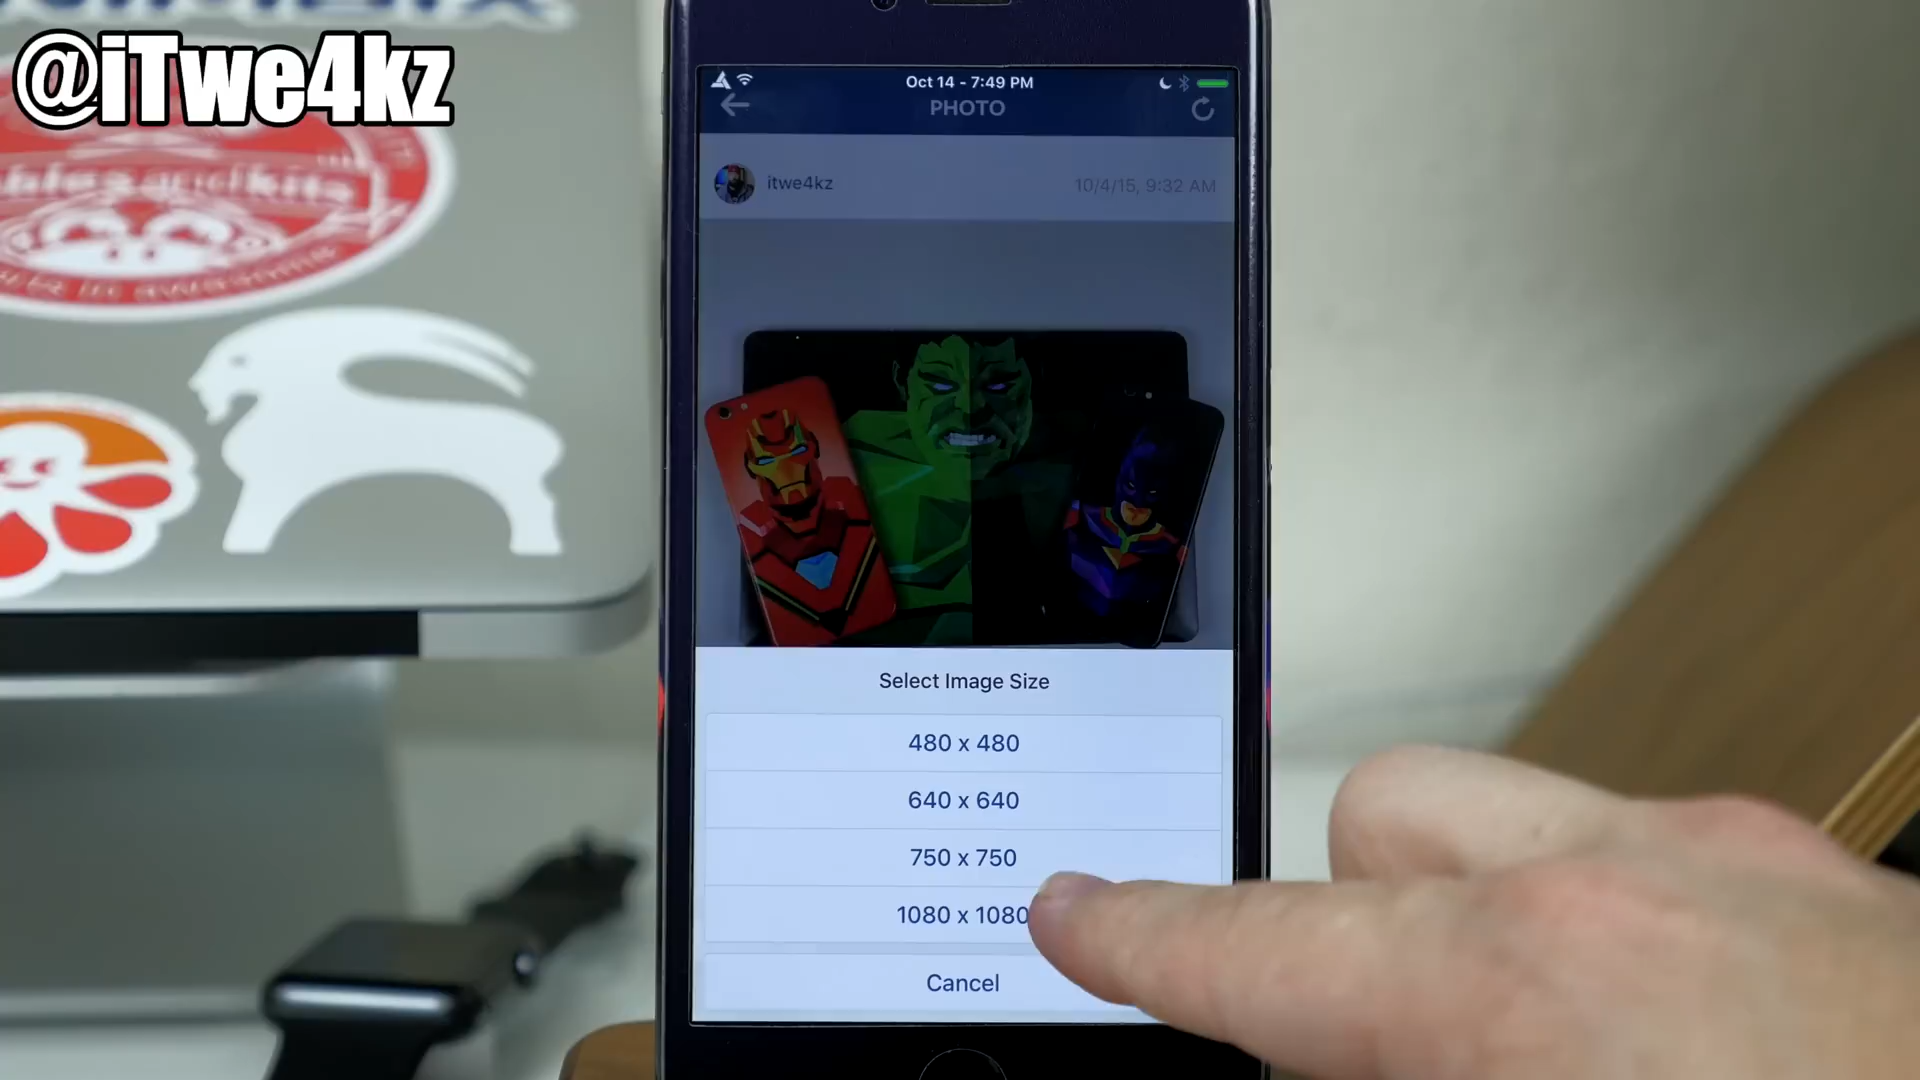 @iTwe4kz
Oct 14 - 7:49 PM
PHOTO
itwe4kz
10/4/15, 9:32 AM
Select Image Size
480 x 480
640 x 640
750 x 750
1080 x 1080
Cancel